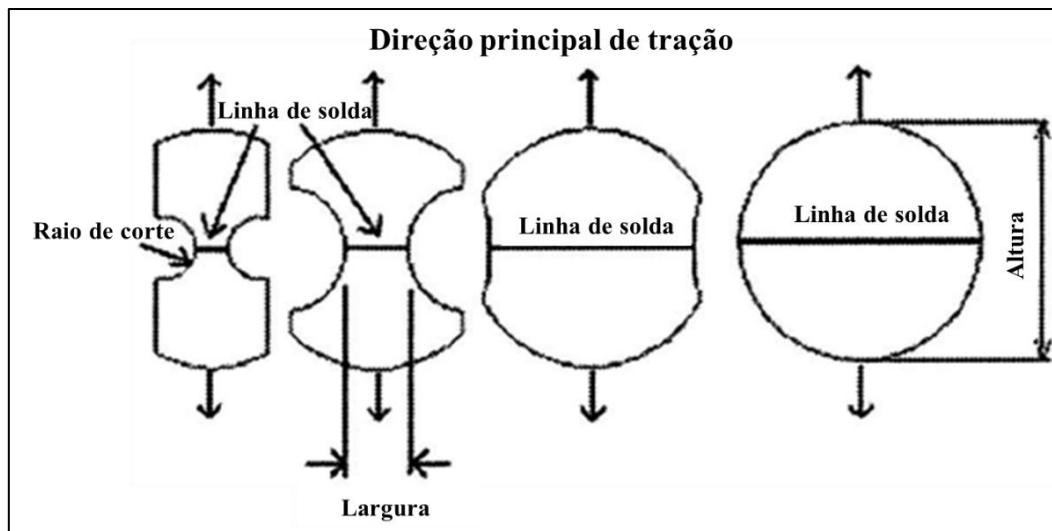 Direção principal de tração
Linha de solda
Raio de corte
Linha de solda
Linha de solda
Altura
Largura